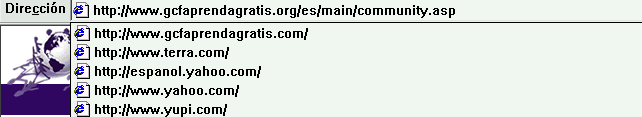 Dirección http://www.gcfaprendagratis.org/es/main/community.asp
http://www.gcfaprendagratis.com/
http://www.terra.com/
http://espanol.yahoo.com/
http://www.yahoo.com/
http://www.yupi.com/